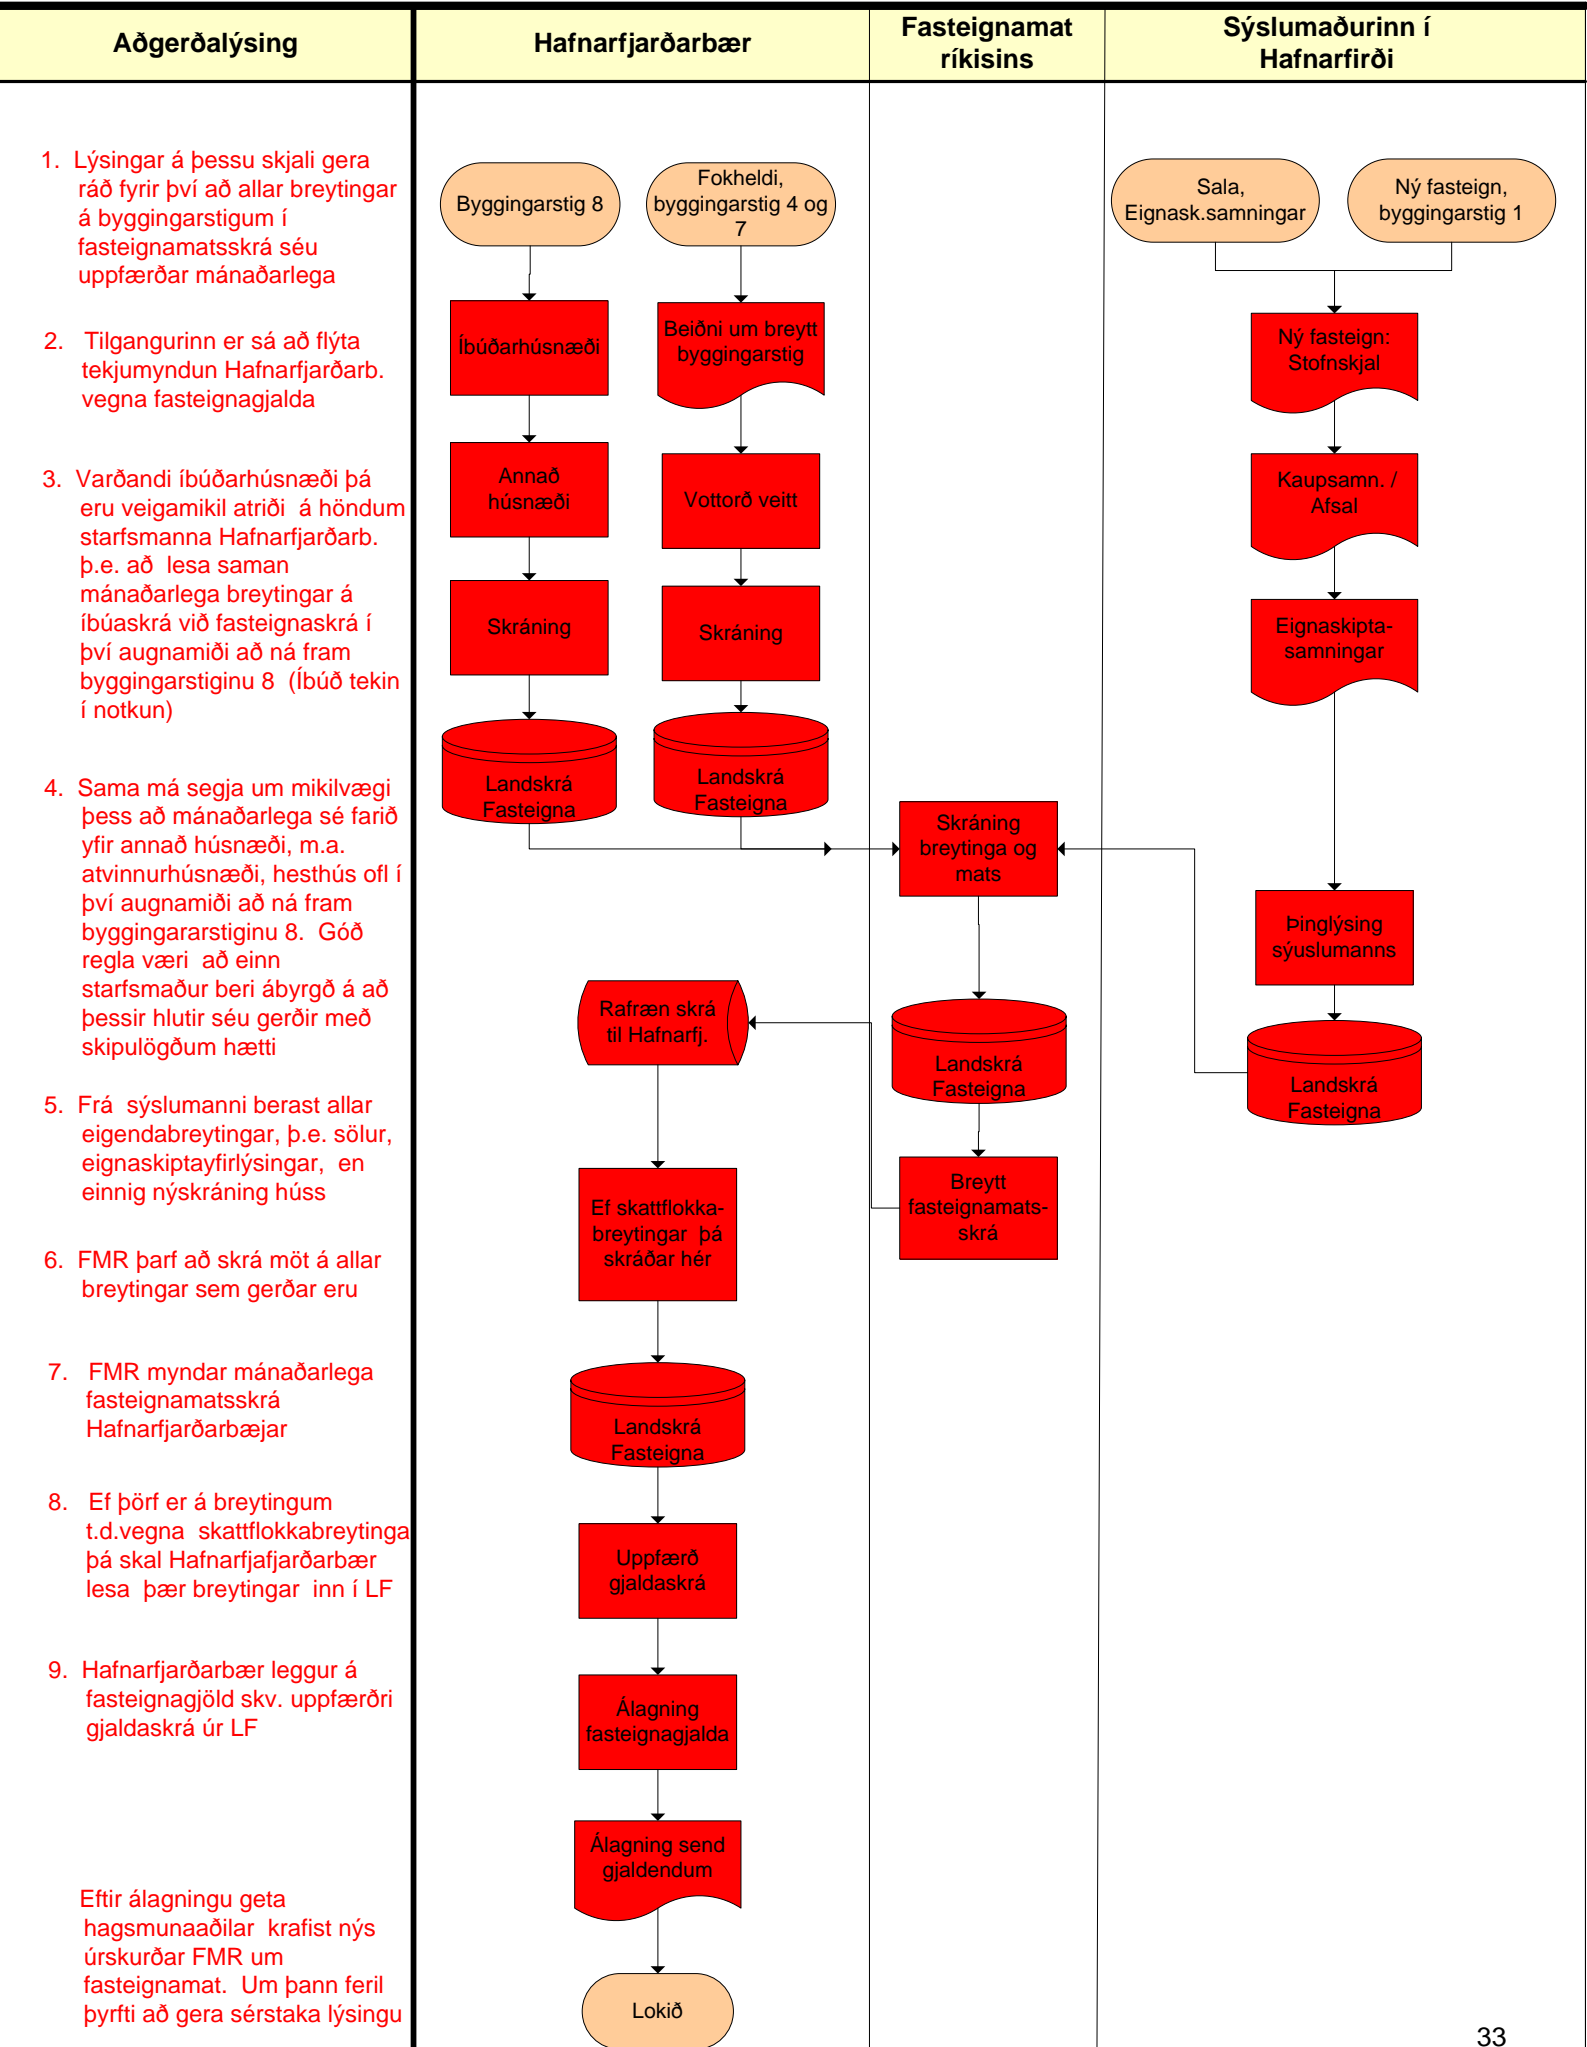 Aðgerðalýsing
Hafnarfjarðarbær
Fasteignamat
ríkisins
Sýslumaðurinn í
Hafnarfirði
1. Lýsingar á þessu skjali gera
ráð fyrir því að allar breytingar
á byggingarstigum í
fasteignamatsskrá séu
uppfærðar mánaðarlega
2. Tilgangurinn er sá að flýta
tekjumyndun Hafnarfjarðarb.
vegna fasteignagjalda
3. Varðandi íbúðarhúsnæði þá
eru veigamikil atriði á höndum
starfsmanna Hafnarfjarðarb.
þ.e. að lesa saman
mánaðarlega breytingar á
íbúaskrá við fasteignaskrá í
því augnamiði að ná fram
byggingarstiginu 8 (Íbúð tekin
í notkun)
4. Sama má segja um mikilvægi
þess að mánaðarlega sé farið
yfir annað húsnæði, m.a.
atvinnurhúsnæði, hesthús ofl í
því augnamiði að ná fram
byggingararstiginu 8. Góð
regla væri að einn
starfsmaður beri ábyrgð á að
þessir hlutir séu gerðir með
skipulögðum hætti
5. Frá sýslumanni berast allar
eigendabreytingar, þ.e. sölur,
eignaskiptayfirlýsingar, en
einnig nýskráning húss
6. FMR þarf að skrá möt á allar
breytingar sem gerðar eru
7. FMR myndar mánaðarlega
fasteignamatsskrá
Hafnarfjarðarbæjar
8. Ef þörf er á breytingum
t.d.vegna skattflokkabreytinga
þá skal Hafnarfjafjarðarbær
lesa þær breytingar inn í LF
9. Hafnarfjarðarbær leggur á
fasteignagjöld skv. uppfærðri
gjaldaskrá úr LF
Eftir álagningu geta
hagsmunaaðilar krafist nýs
úrskurðar FMR um
fasteignamat. Um þann feril
þyrfti að gera sérstaka lýsingu
Byggingarstig 8
Íbúðarhúsnæði
Annað
húsnæði
Skráning
Landskrá
Fasteigna
Fokheldi,
byggingarstig 4 og
7
Beiðni um breytt
byggingarstig
Vottorð veitt
Skráning
Landskrá
Fasteigna
Rafræn skrá
til Hafnarfj.
Ef skattflokka-
breytingar þá
skráðar hér
Landskrá
Fasteigna
Uppfærð
gjaldaskrá
Álagning
fasteignagjalda
Álagning send
gjaldendum
Lokið
Skráning
breytinga og
mats
Landskrá
Fasteigna
Breytt
fasteignamats-
skrá
Sala,
Eignask.samningar
Ný fasteign,
byggingarstig 1
Ný fasteign:
Stofnskjal
Kaupsamn. /
Afsal
Eignaskipta-
samningar
Þinglýsing
sýuslumanns
Landskrá
Fasteigna
33